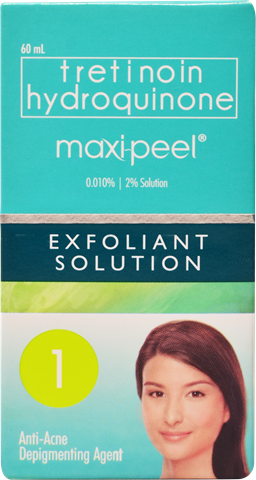 60 mL
tretinoin
hydroquinone
maxi-peel®
0.010% | 2% Solution
EXFOLIANT
SOLUTION
1
Anti-Acne
Depigmenting Agent